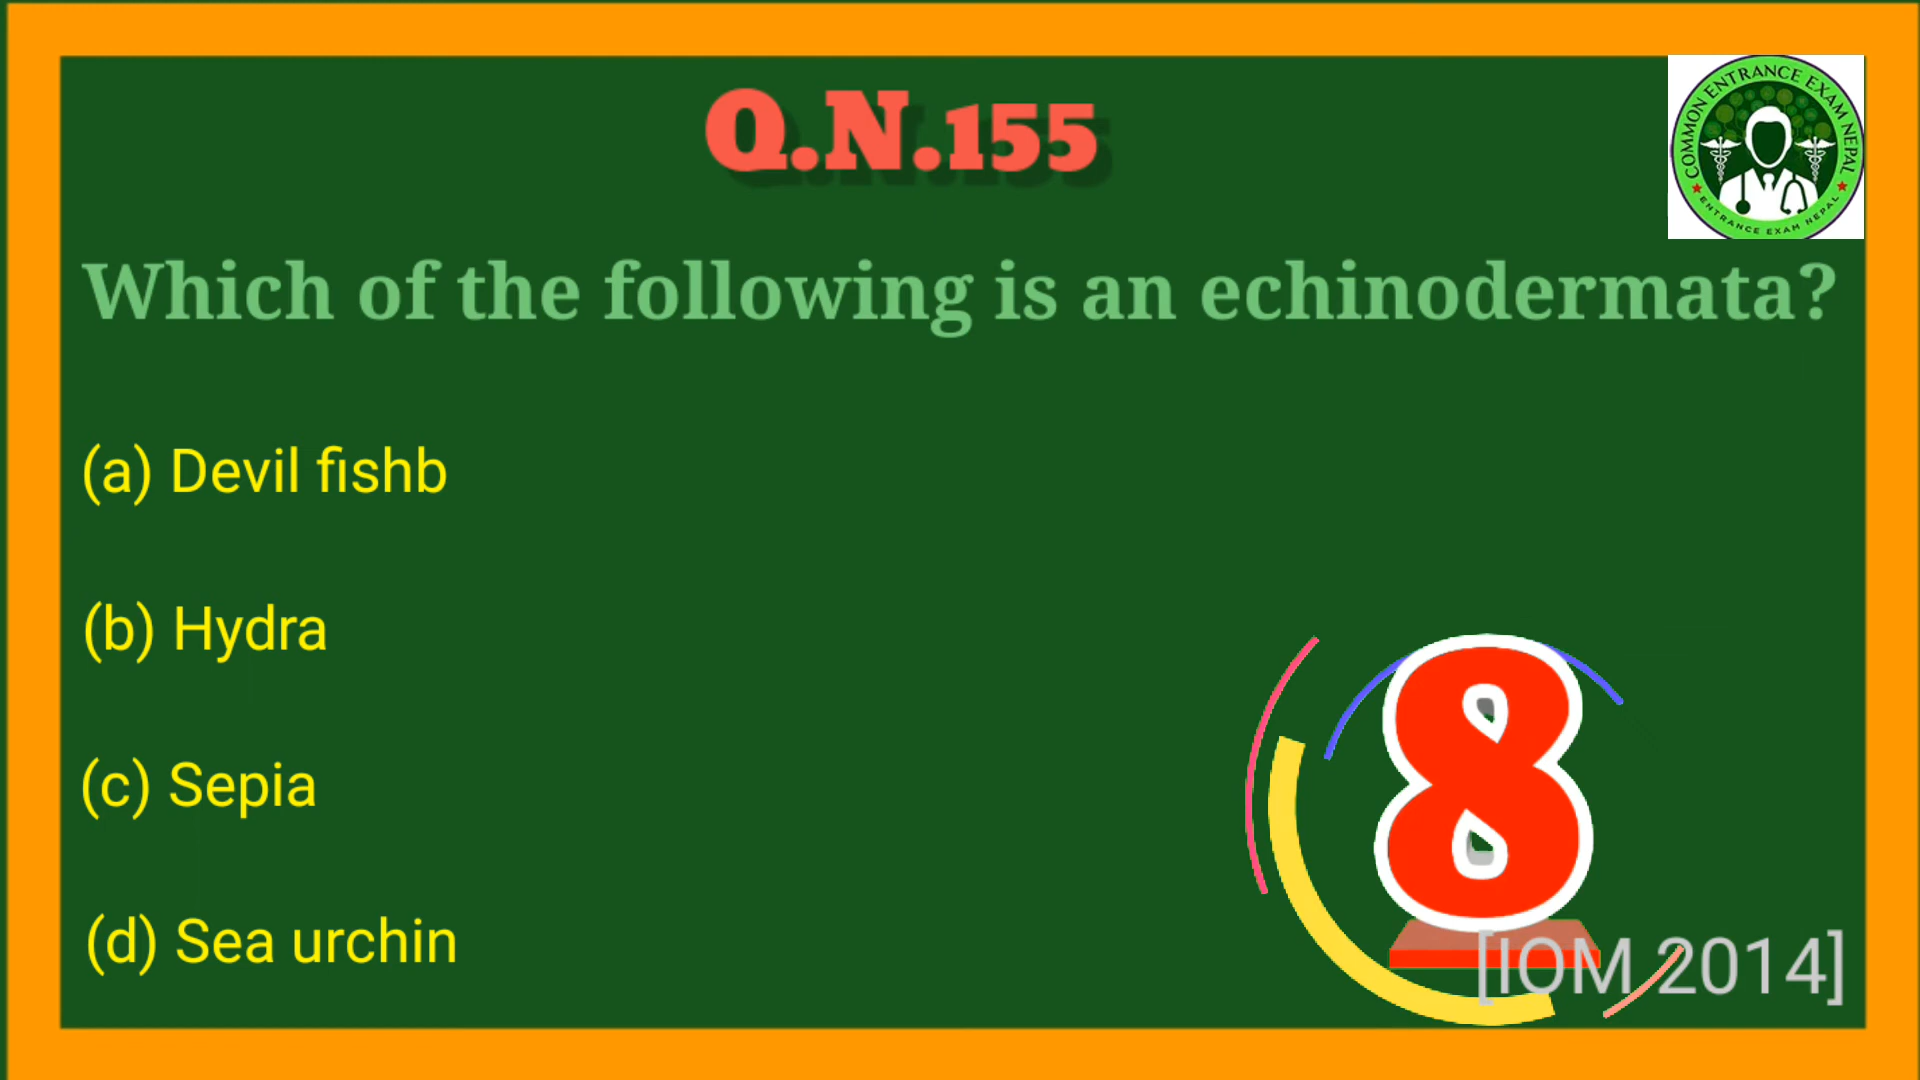 Q.N.155
COMMON ENTRANCE EXAM NEPAL
ENTRANCE EXAM NEPAL
Which of the following is an echinodermata?
(a) Devil fishb
(b) Hydra
(c) Sepia
(d) Sea urchin
8
[IOM 2014]